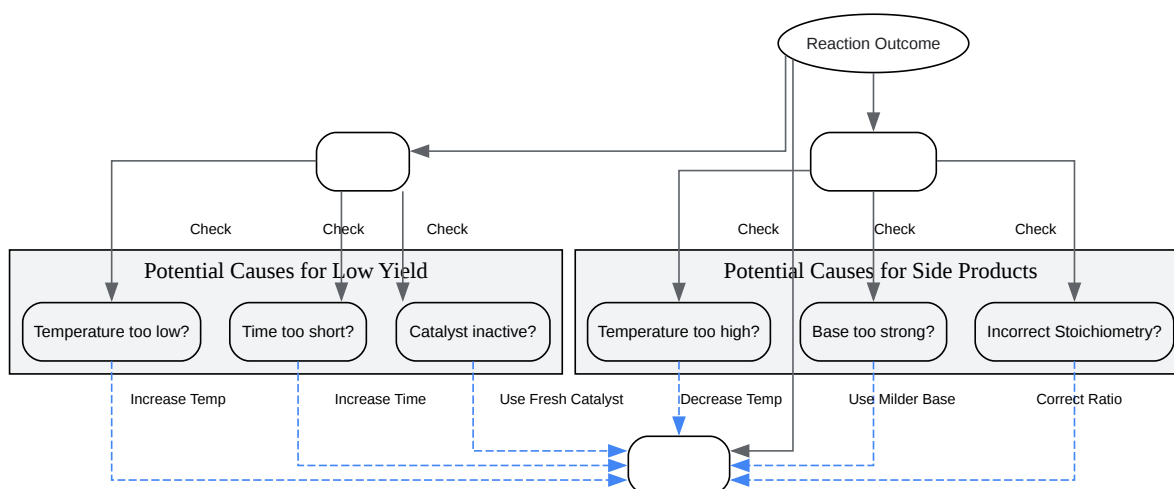 Reaction Outcome
Check
Check
Check
Check
Check
Check
Potential Causes for Low Yield
Potential Causes for Side Products
Temperature too low?
Time too short?
Catalyst inactive?
Temperature too high?
Base too strong?
Incorrect Stoichiometry?
Increase Temp
Increase Time
Use Fresh Catalyst
Decrease Temp
Use Milder Base
Correct Ratio